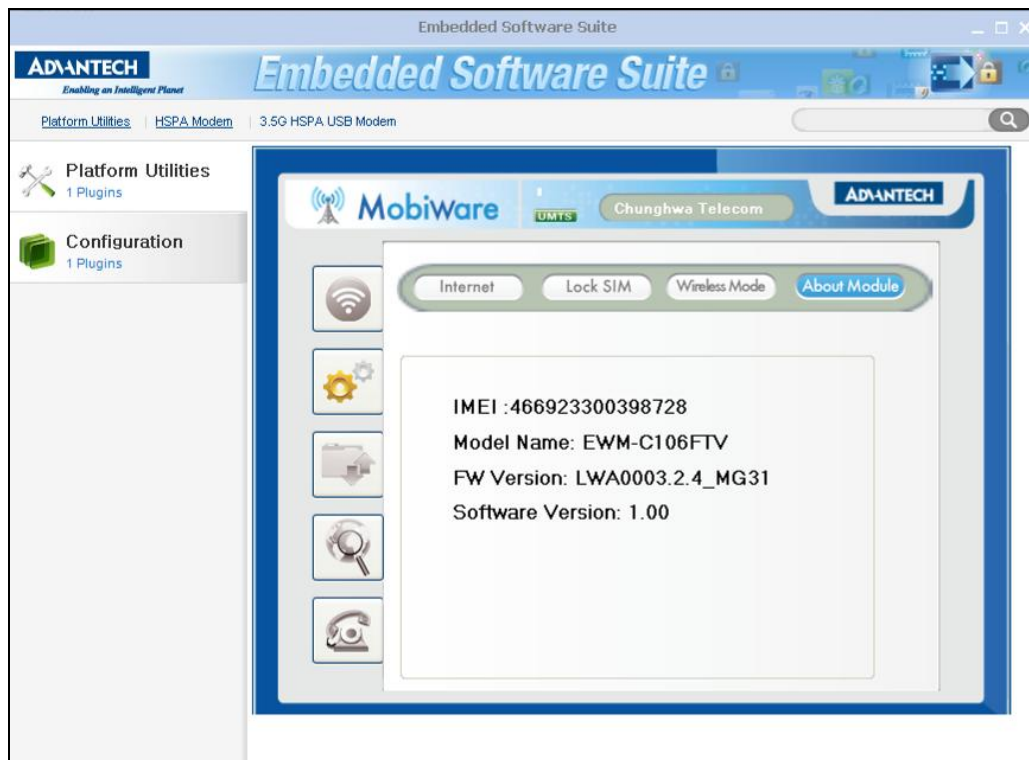 Embedded Software Suite
ADVANTECH
Enabling an Intelligent Planet
Embedded Software Suite
Platform Utilities | HSPA Modem | 3.5G HSPA USB Modem
Platform Utilities
1 Plugins
Configuration
1 Plugins
Mobiware
UMTS
Chunghwa Telecom
ADVANTECH
Internet
Lock SIM
Wireless Mode
About Module
IMEI :466923300398728
Model Name: EWM-C106FTV
FW Version: LWA0003.2.4_MG31
Software Version: 1.00